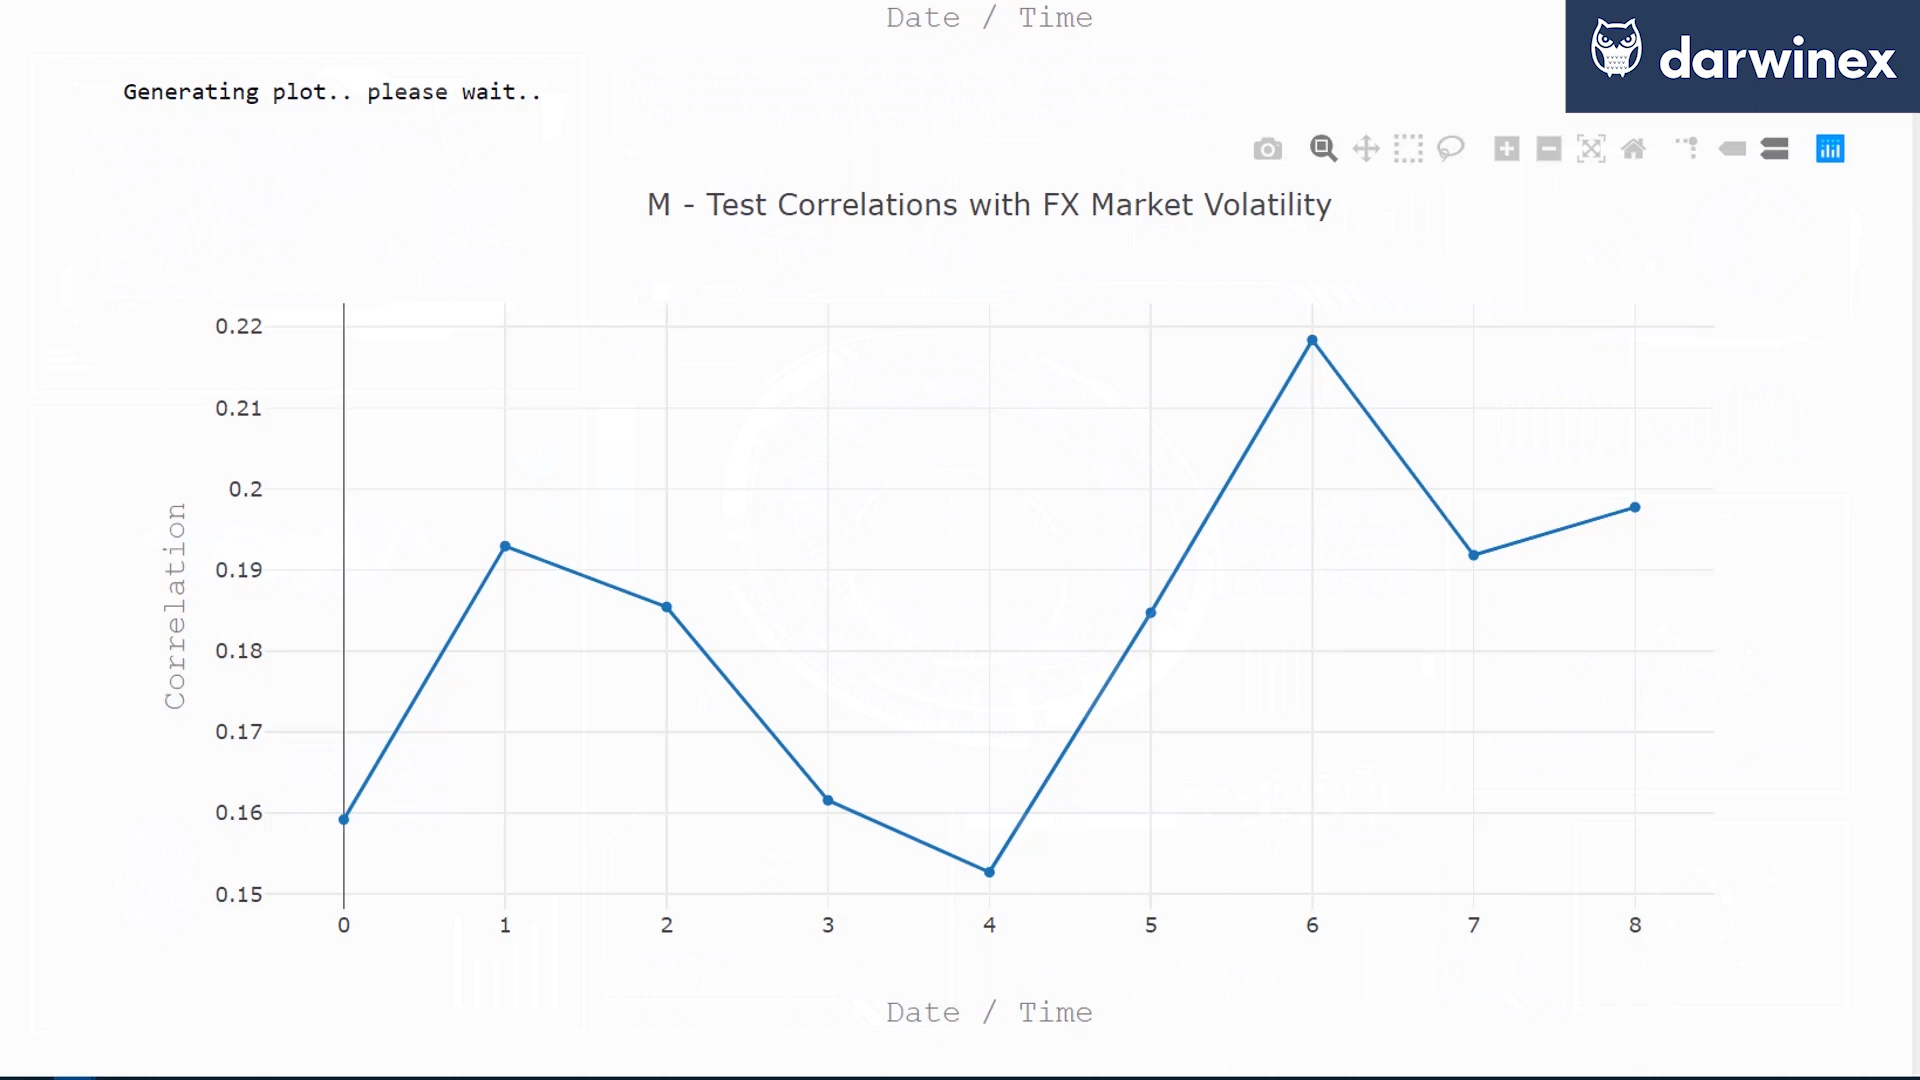 Date / Time
darwinex
Generating plot.. please wait..
M - Test Correlations with FX Market Volatility
0.22
0.21
0.2
0.19
0.18
0.17
0.16
0.15
Correlation
0 1 2 3 4 5 6 7 8
Date / Time